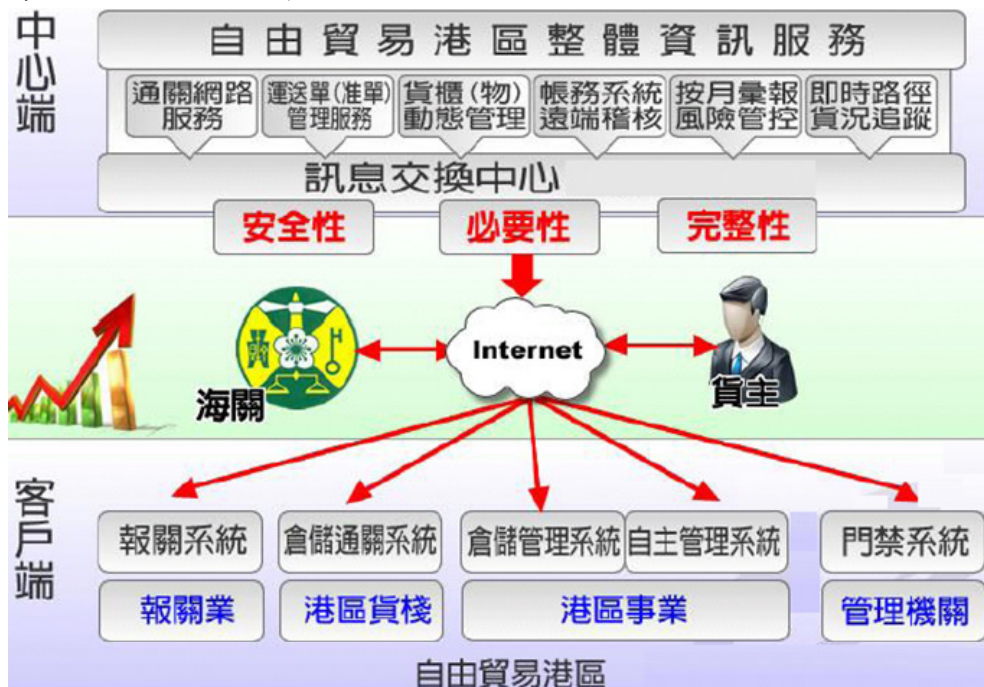 中心端
自由貿易港區整體資訊服務
通關網路
服務
運送單(准單)
管理服務
貨櫃(物)
動態管理
帳務系統
遠端稽核
按月彙報
風險管控
即時路徑
貨況追蹤
訊息交換中心
安全性
必要性
完整性
Internet
海關
貨主
客戶端
報關系統
倉儲通關系統
倉儲管理系統
自主管理系統
門禁系統
報關業
港區貨棧
港區事業
管理機關
自由貿易港區